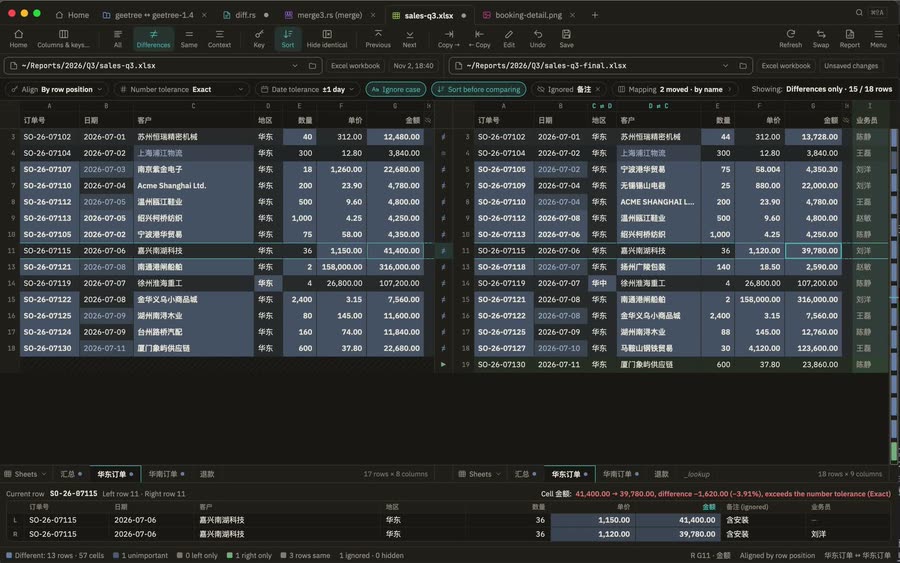 Home geetree ⇔ geetree-1.4 × diff.rs merge3.rs (merge) × sales-q3.xlsx booking-detail.png × +
Home Columns & keys... All Differences Same Context Key Sort Hide identical Previous Next Copy → ← Copy Edit Undo Save Refresh Swap Report Menu
~/Reports/2026/Q3/sales-q3.xlsx Excel workbook Nov 2, 18:40 ~/Reports/2026/Q3/sales-q3-final.xlsx Excel workbook Unsaved changes
Align By row position Number tolerance Exact Date tolerance ±1 day Ignore case Sort before comparing Ignored 备注 × Mapping 2 moved · by name Showing: Differences only · 15 / 18 rows
A B C D E F G H A B C ⇄ D D ⇄ C E F G H I
订单号 日期 客户 地区 数量 单价 金额 订单号 日期 地区 客户 数量 单价 金额 业务员
3 SO-26-07102 2026-07-01 苏州恒瑞精密机械 华东 40 312.00 12,480.00 ≠ 3 SO-26-07102 2026-07-01 华东 苏州恒瑞精密机械 44 312.00 13,728.00 陈静
4 SO-26-07104 2026-07-02 上海浦江物流 华东 300 12.80 3,840.00 ≈ 4 SO-26-07104 2026-07-02 华东 上海浦江物流 300 12.80 3,840.00 王磊
5 SO-26-07107 2026-07-03 南京紫金电子 华东 18 1,260.00 22,680.00 ≠ 5 SO-26-07105 2026-07-02 华东 宁波港华贸易 75 58.004 4,350.30 刘洋
7 SO-26-07110 2026-07-04 Acme Shanghai Ltd. 华东 200 23.90 4,780.00 ≠ 7 SO-26-07109 2026-07-04 华东 无锡锡山电器 25 880.00 22,000.00 刘洋
8 SO-26-07112 2026-07-05 温州瓯江鞋业 华东 500 9.60 4,800.00 ≠ 8 SO-26-07110 2026-07-04 华东 ACME SHANGHAI L... 200 23.90 4,780.00 王磊
9 SO-26-07113 2026-07-05 绍兴柯桥纺织 华东 1,000 4.25 4,250.00 ≠ 9 SO-26-07112 2026-07-08 华东 温州瓯江鞋业 500 9.60 4,800.00 赵敏
10 SO-26-07105 2026-07-02 宁波港华贸易 华东 75 58.00 4,350.00 ≠ 10 SO-26-07113 2026-07-06 华东 绍兴柯桥纺织 1,000 4.25 4,250.00 陈静
11 SO-26-07115 2026-07-06 嘉兴南湖科技 华东 36 1,150.00 41,400.00 ≠ 11 SO-26-07115 2026-07-06 华东 嘉兴南湖科技 36 1,120.00 39,780.00 刘洋
13 SO-26-07121 2026-07-08 南通港闸船舶 华东 2 158,000.00 316,000.00 ≠ 13 SO-26-07118 2026-07-07 华东 扬州广陵包装 140 18.50 2,590.00 赵敏
14 SO-26-07119 2026-07-07 徐州淮海重工 华东 4 26,800.00 107,200.00 ≠ 14 SO-26-07119 2026-07-07 华中 徐州淮海重工 4 26,800.00 107,200.00 陈静
15 SO-26-07122 2026-07-08 金华义乌小商品城 华东 2,400 3.15 7,560.00 ≠ 15 SO-26-07121 2026-07-08 华东 南通港闸船舶 2 158,000.00 316,000.00 刘洋
16 SO-26-07125 2026-07-09 湖州南浔木业 华东 80 145.00 11,600.00 ≠ 16 SO-26-07122 2026-07-08 华东 金华义乌小商品城 2,400 3.15 7,560.00 王磊
17 SO-26-07124 2026-07-09 台州路桥汽配 华东 160 74.00 11,840.00 ≠ 17 SO-26-07125 2026-07-09 华东 湖州南浔木业 88 145.00 12,760.00 陈静
18 SO-26-07130 2026-07-11 厦门象屿供应链 华东 600 37.80 22,680.00 ≠ 18 SO-26-07127 2026-07-10 华东 马鞍山钢铁贸易 30 4,120.00 123,600.00 王磊
19 SO-26-07130 2026-07-11 华东 厦门象屿供应链 600 37.80 23,860.00 陈静
Sheets 汇总 华东订单 华南订单 退款 17 rows × 8 columns Sheets 汇总 华东订单 华南订单 退款 _lookup 18 rows × 9 columns
Current row SO-26-07115 Left row 11 · Right row 11 Cell 金额: 41,400.00 → 39,780.00, difference −1,620.00 (−3.91%), exceeds the number tolerance (Exact)
订单号 日期 客户 地区 数量 单价 金额 备注 (ignored) 业务员
L SO-26-07115 2026-07-06 嘉兴南湖科技 华东 36 1,150.00 41,400.00 含安装 —
R SO-26-07115 2026-07-06 嘉兴南湖科技 华东 36 1,120.00 39,780.00 含安装 刘洋
Different: 13 rows · 57 cells 1 unimportant 0 left only 1 right only 3 rows same 1 ignored · 0 hidden R G11 · 金额 Aligned by row position 华东订单 ⇔ 华东订单